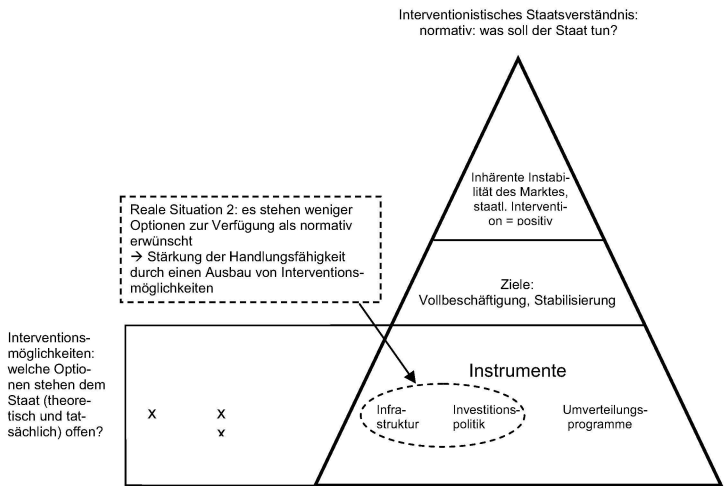 Interventionistisches Staatsverständnis:
normativ: was soll der Staat tun?
Inhärente Instabi-
lität des Marktes,
staatl. Interventi-
on = positiv
Reale Situation 2: es stehen weniger
Optionen zur Verfügung als normativ
erwünscht
→ Stärkung der Handlungsfähigkeit
durch einen Ausbau von Interventions-
möglichkeiten
Ziele:
Vollbeschäftigung, Stabilisierung
Interventions-
möglichkeiten:
welche Optio-
nen stehen dem
Staat (theore-
tisch und tat-
sächlich) offen?
x x
x
Instrumente
Infra-
struktur
Investitions-
politik
Umverteilungs-
programme